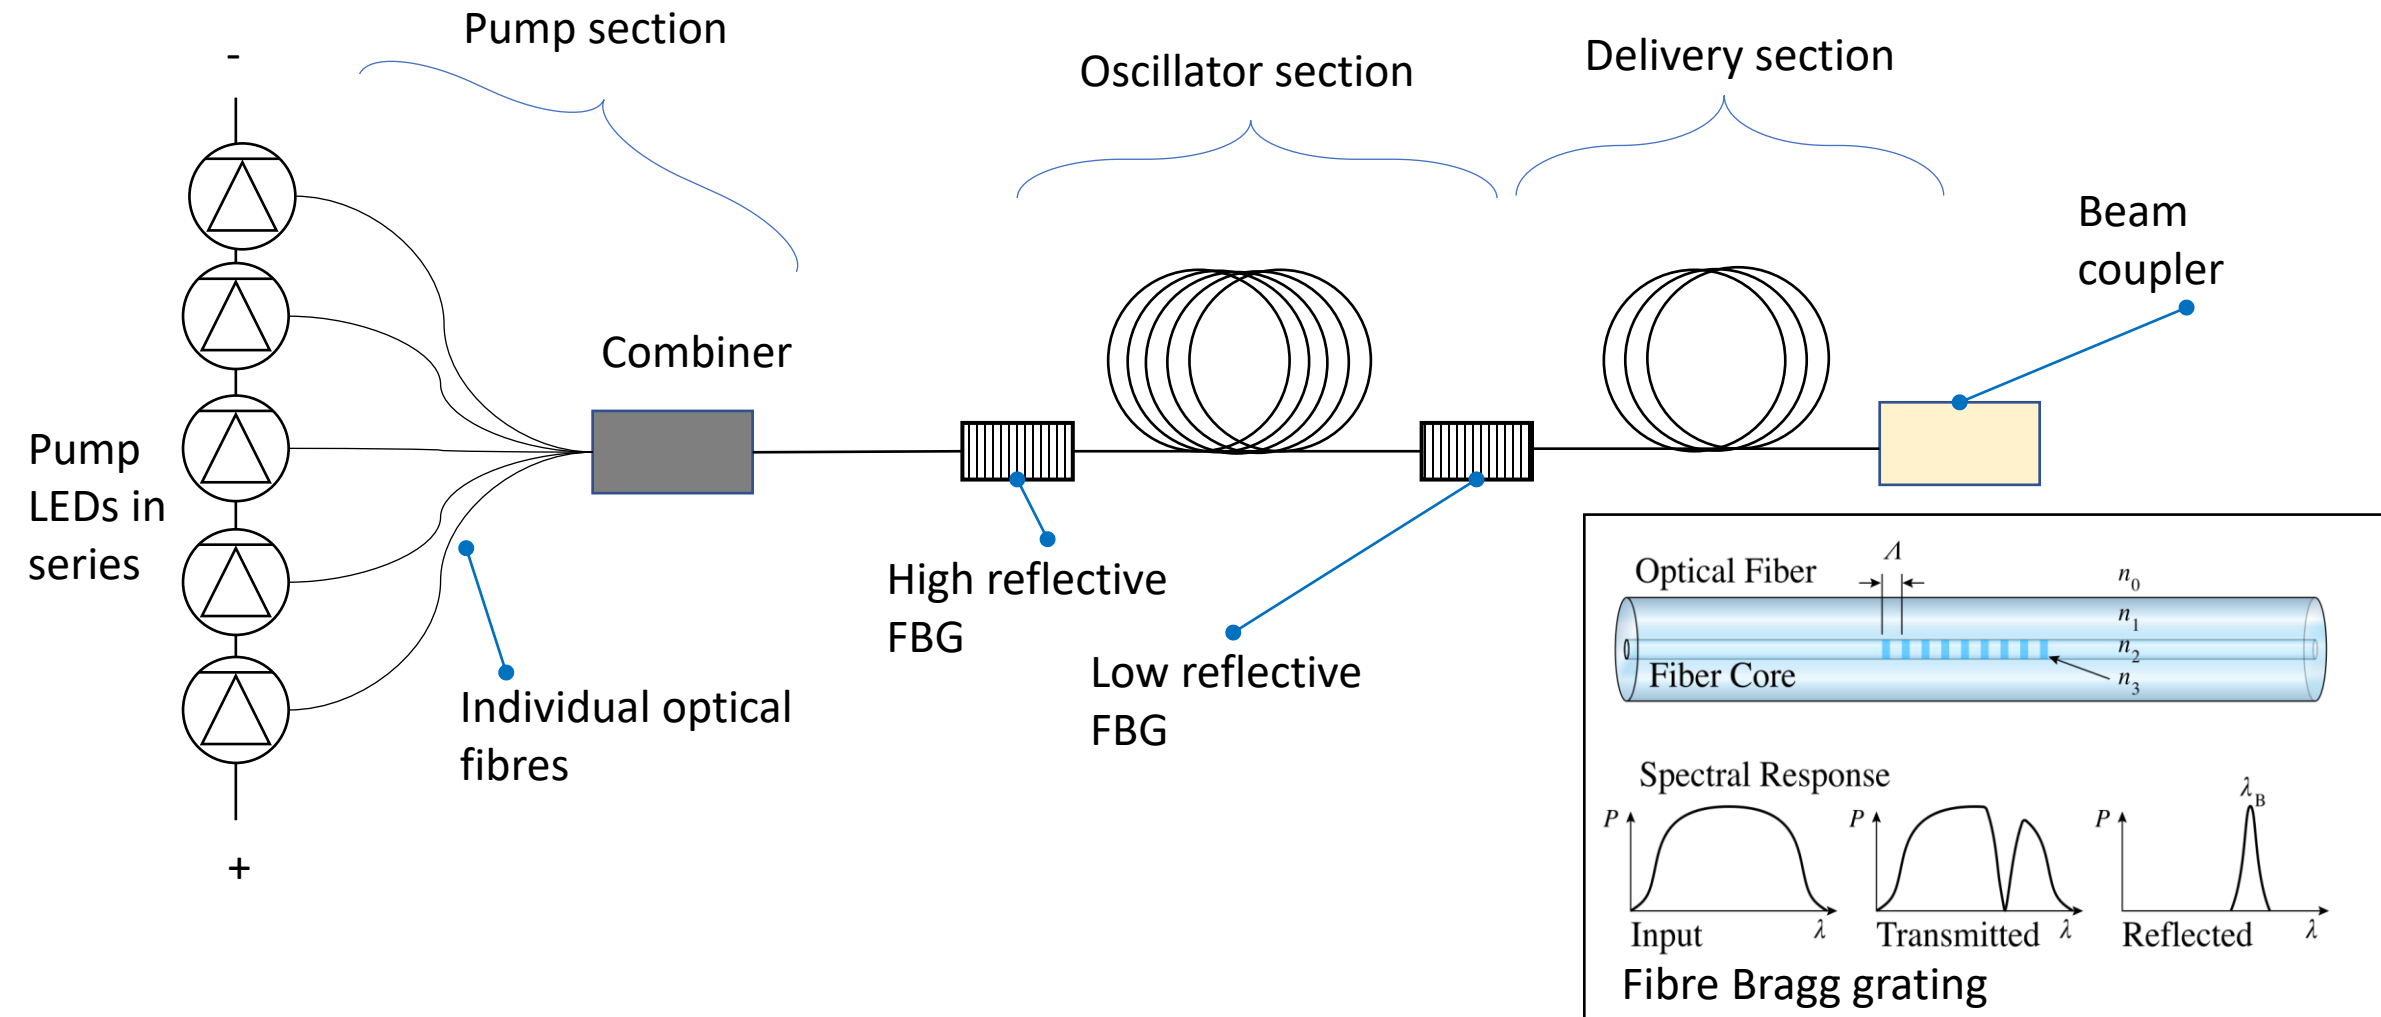 Pump section
Oscillator section
Delivery section
-
Beam
coupler
Combiner
Pump
LEDs in
series
+
High reflective
FBG
Low reflective
FBG
Individual optical
fibres
Optical Fiber
Λ
n0
n1
n2
n3
Fiber Core
Spectral Response
P
λ
Input
P
λ
Transmitted
P
λB
λ
Reflected
Fibre Bragg grating